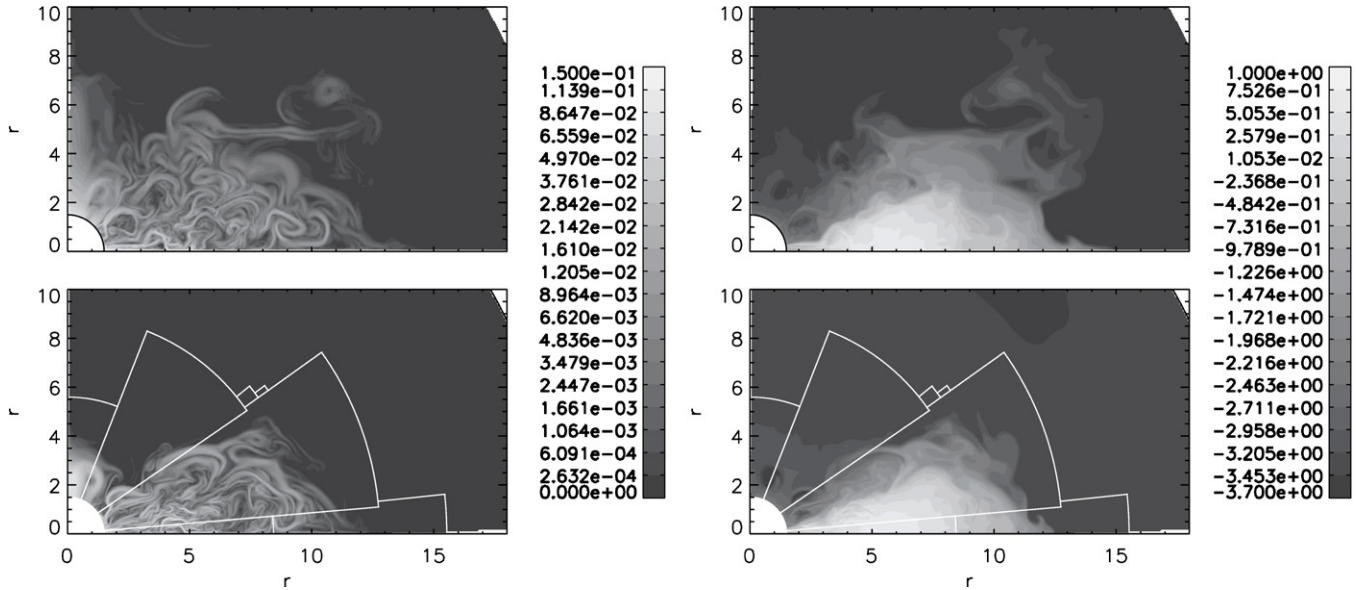 10
8
6
4
2
0
r
1.500e-01
1.139e-01
8.647e-02
6.559e-02
4.970e-02
3.761e-02
2.842e-02
2.142e-02
1.610e-02
1.205e-02
8.964e-03
6.620e-03
4.836e-03
3.479e-03
2.447e-03
1.661e-03
1.064e-03
6.091e-04
2.632e-04
0.000e+00
10
8
6
4
2
0
r
0 5 10 15
r
10
8
6
4
2
0
r
1.000e+00
7.526e-01
5.053e-01
2.579e-01
1.053e-02
-2.368e-01
-4.842e-01
-7.316e-01
-9.789e-01
-1.226e+00
-1.474e+00
-1.721e+00
-1.968e+00
-2.216e+00
-2.463e+00
-2.711e+00
-2.958e+00
-3.205e+00
-3.453e+00
-3.700e+00
10
8
6
4
2
0
r
0 5 10 15
r